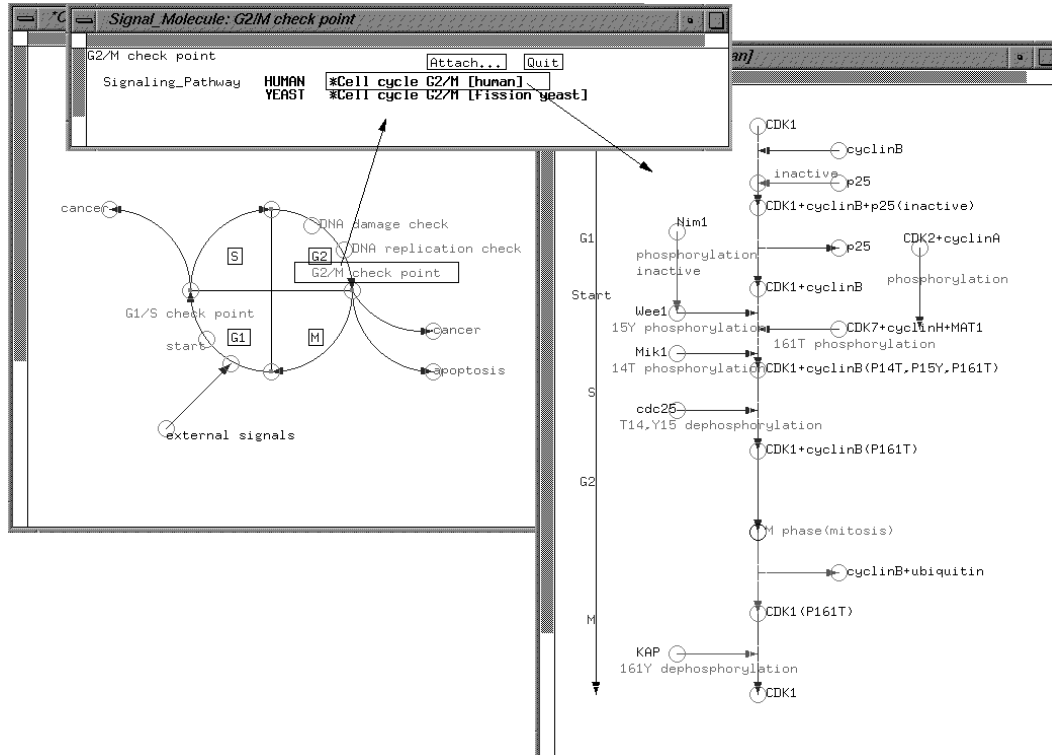 *C
Signal_Molecule: G2/M check point
G2/M check point
Attach... Quit
Signaling_Pathway HUMAN *Cell cycle G2/M [human]
YEAST *Cell cycle G2/M [fission yeast]
cancer
DNA damage check
S G2 DNA replication check
G2/M check point
G1/S check point
G1 M
start
cancer
apoptosis
external signals
an]
CDK1
cyclinB
inactive
p25
CDK1+cyclinB+p25(inactive)
Nim1
G1
CDK2+cyclinA
p25
phosphorylation
inactive
phosphorylation
CDK1+cyclinB
Start
Wee1
15Y phosphorylation
CDK7+cyclinH+MAT1
161T phosphorylation
Mik1
14T phosphorylation
CDK1+cyclinB(P14T,P15Y,P161T)
S
cdc25
T14,Y15 dephosphorylation
CDK1+cyclinB(P161T)
G2
M phase(mitosis)
cyclinB+ubiquitin
CDK1(P161T)
M
KAP
161Y dephosphorylation
CDK1